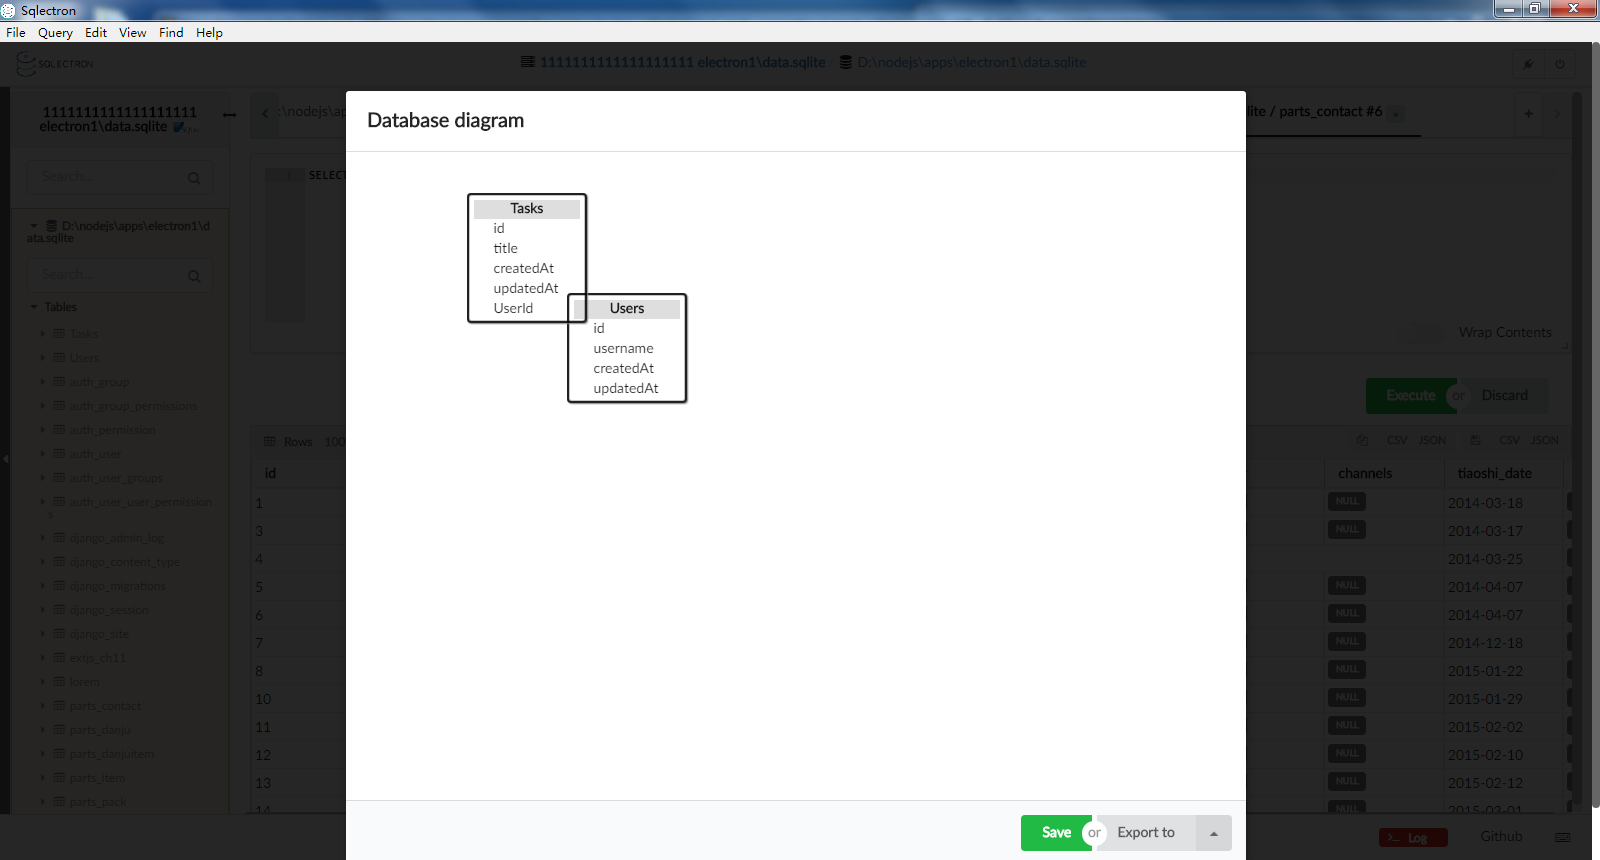 Sqlectron
File Query Edit View Find Help
SQLECTRON
1111111111111111111 electron1\data.sqlite / D:\nodejs\apps\electron1\data.sqlite
1111111111111111111
electron1\data.sqlite
:\nodejs\ap
lite / parts_contact #6
Search...
1 SELECT
D:\nodejs\apps\electron1\d
ata.sqlite
Search...
Tables
Tasks
Users
auth_group
auth_group_permissions
auth_permission
auth_user
auth_user_groups
auth_user_user_permission
s
django_admin_log
django_content_type
django_migrations
django_session
django_site
extjs_ch11
lorem
parts_contact
parts_danju
parts_danjuitem
parts_item
parts_pack
Database diagram
Tasks
id
title
createdAt
updatedAt
UserId
Users
id
username
createdAt
updatedAt
Save or Export to
Wrap Contents
Execute or Discard
Rows 100
CSV JSON CSV JSON
id channels tiaoshi_date
1 NULL 2014-03-18
3 NULL 2014-03-17
4 2014-03-25
5 NULL 2014-04-07
6 NULL 2014-04-07
7 NULL 2014-12-18
8 NULL 2015-01-22
10 NULL 2015-01-29
11 NULL 2015-02-02
12 NULL 2015-02-10
13 NULL 2015-02-12
14 NULL 2015-03-01
Log Github